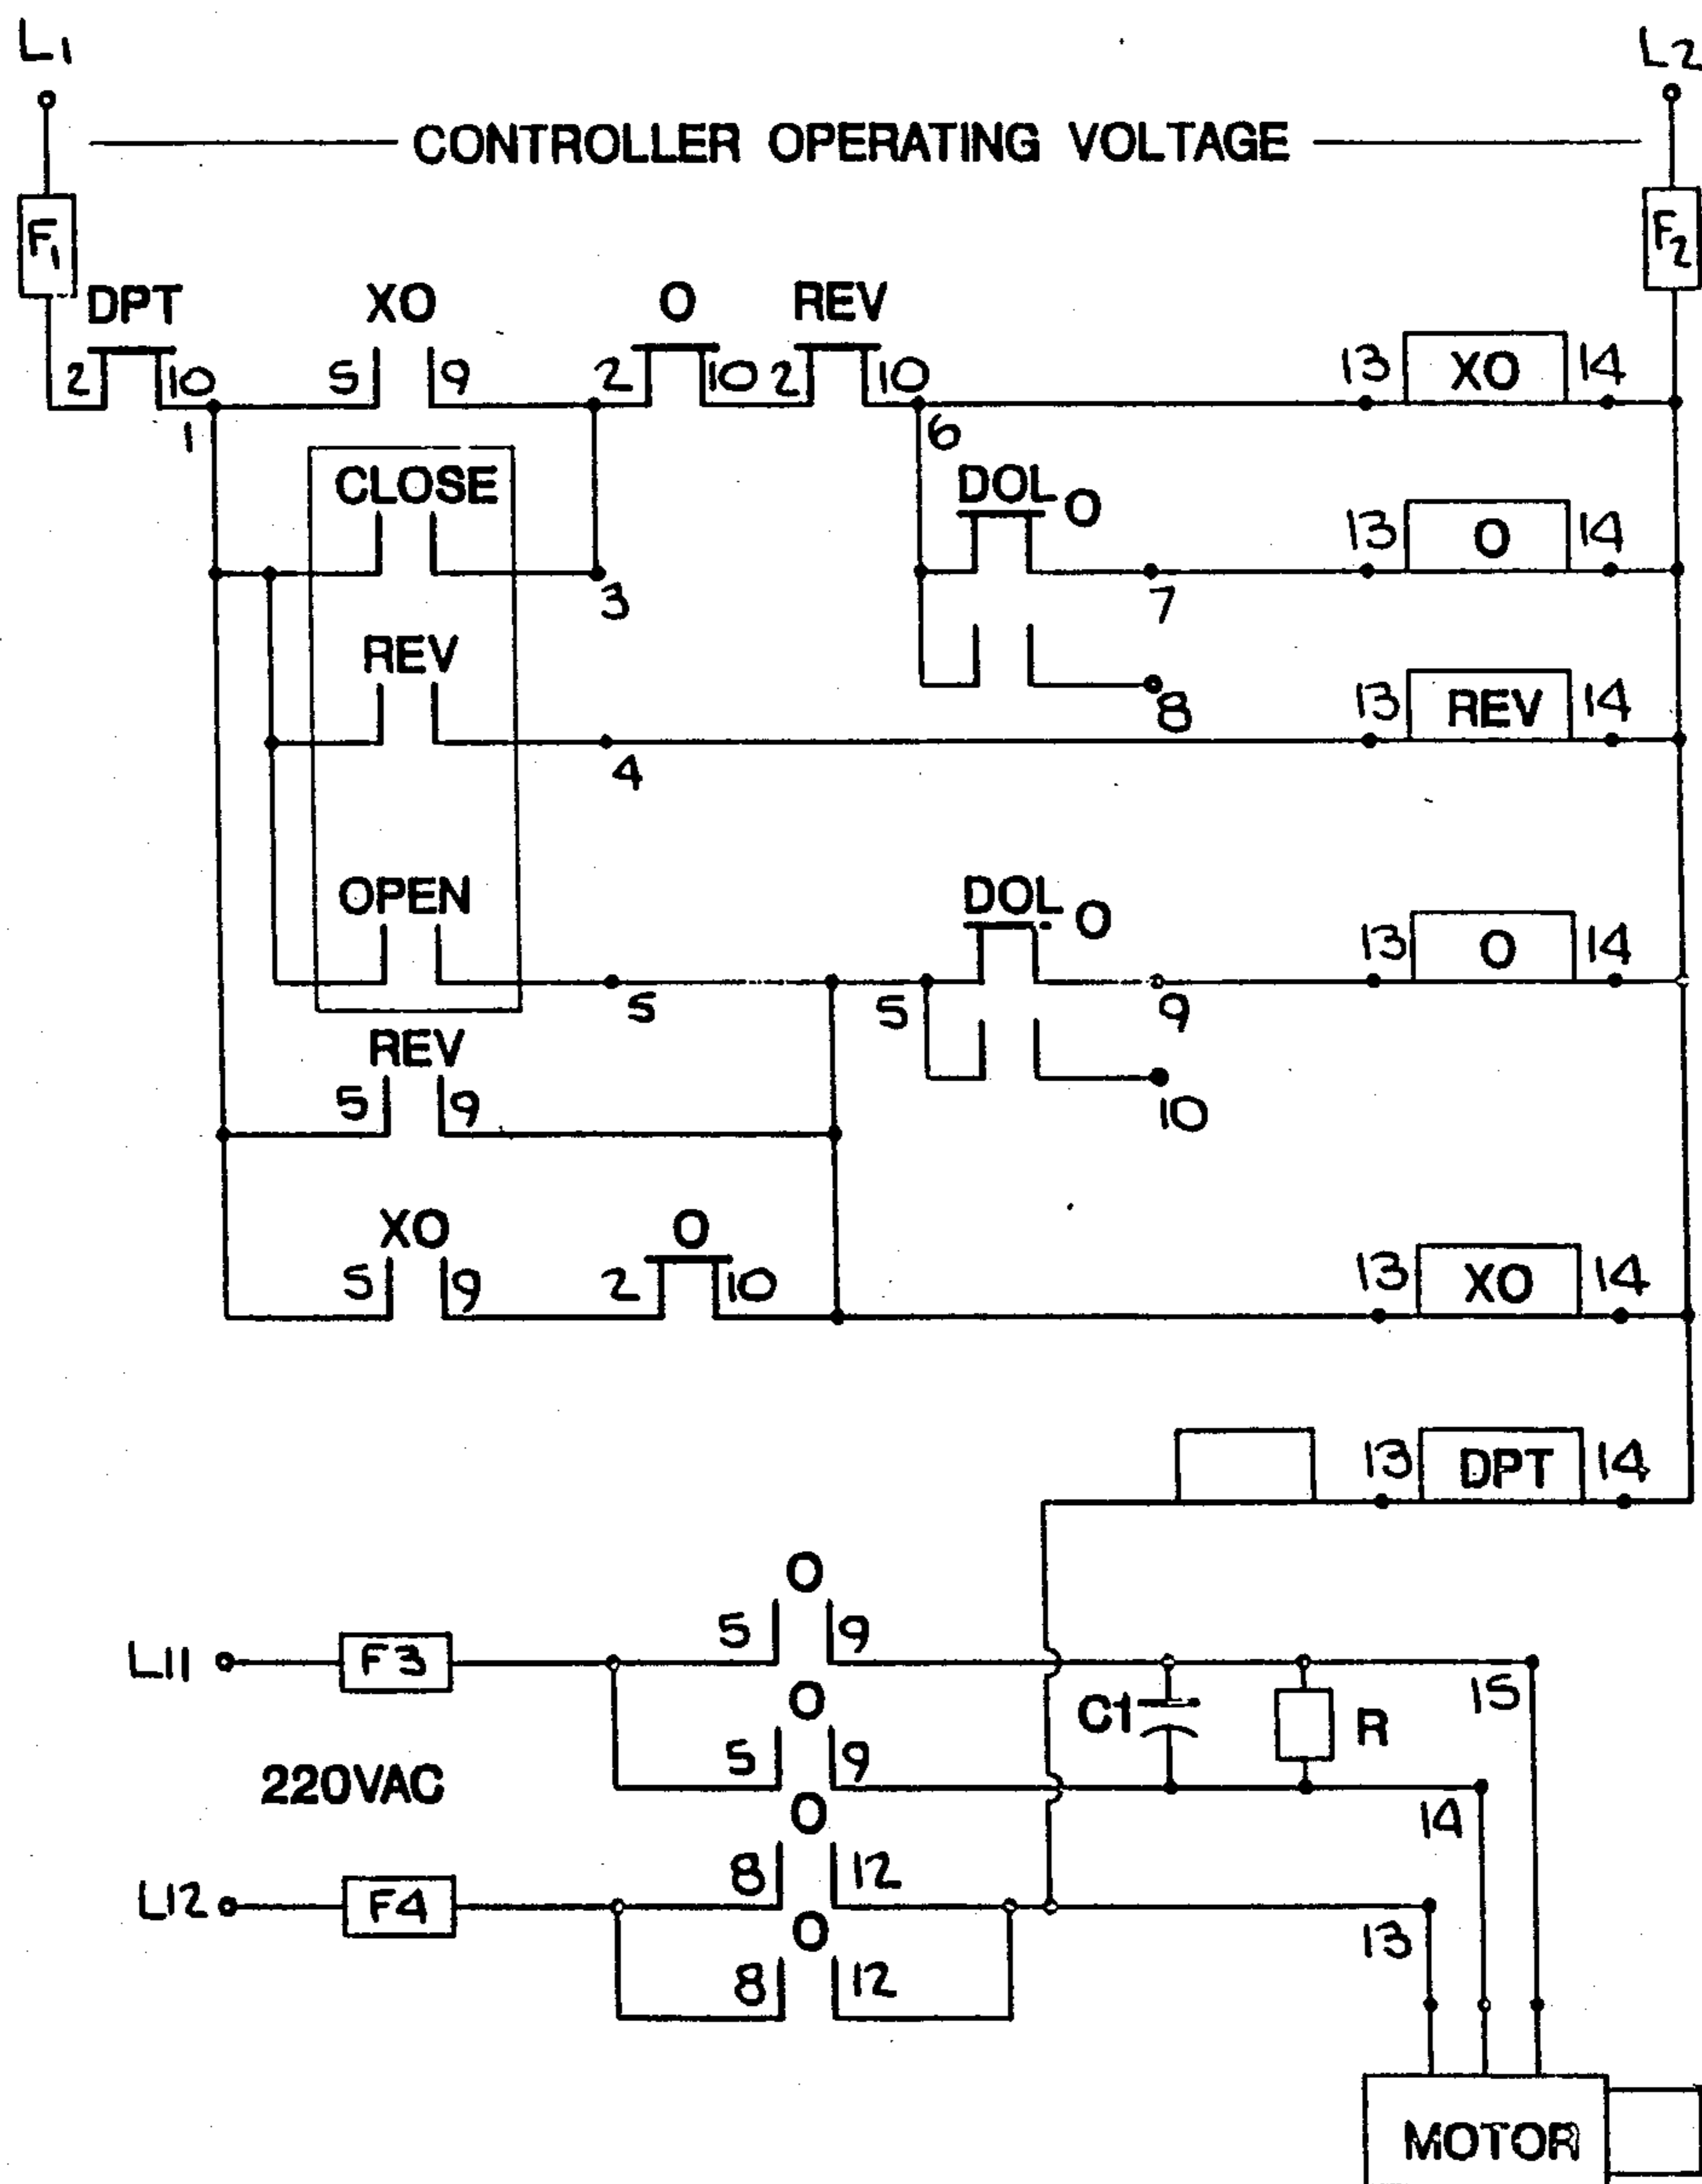 L1 L2
CONTROLLER OPERATING VOLTAGE
F1 F2
DPT XO O REV
2 10 5 9 2 10 2 10 13 XO 14
1 6
CLOSE DOL O 13 O 14
3 7
REV 13 REV 14
8
4
OPEN DOL O 13 O 14
5 5 9
REV
5 9 10
XO O
5 9 2 10 13 XO 14
13 DPT 14
O
L11 F3 5 9
15
O C1 R
5 9
220VAC
O 14
8 12
L12 F4
O 13
8 12
MOTOR